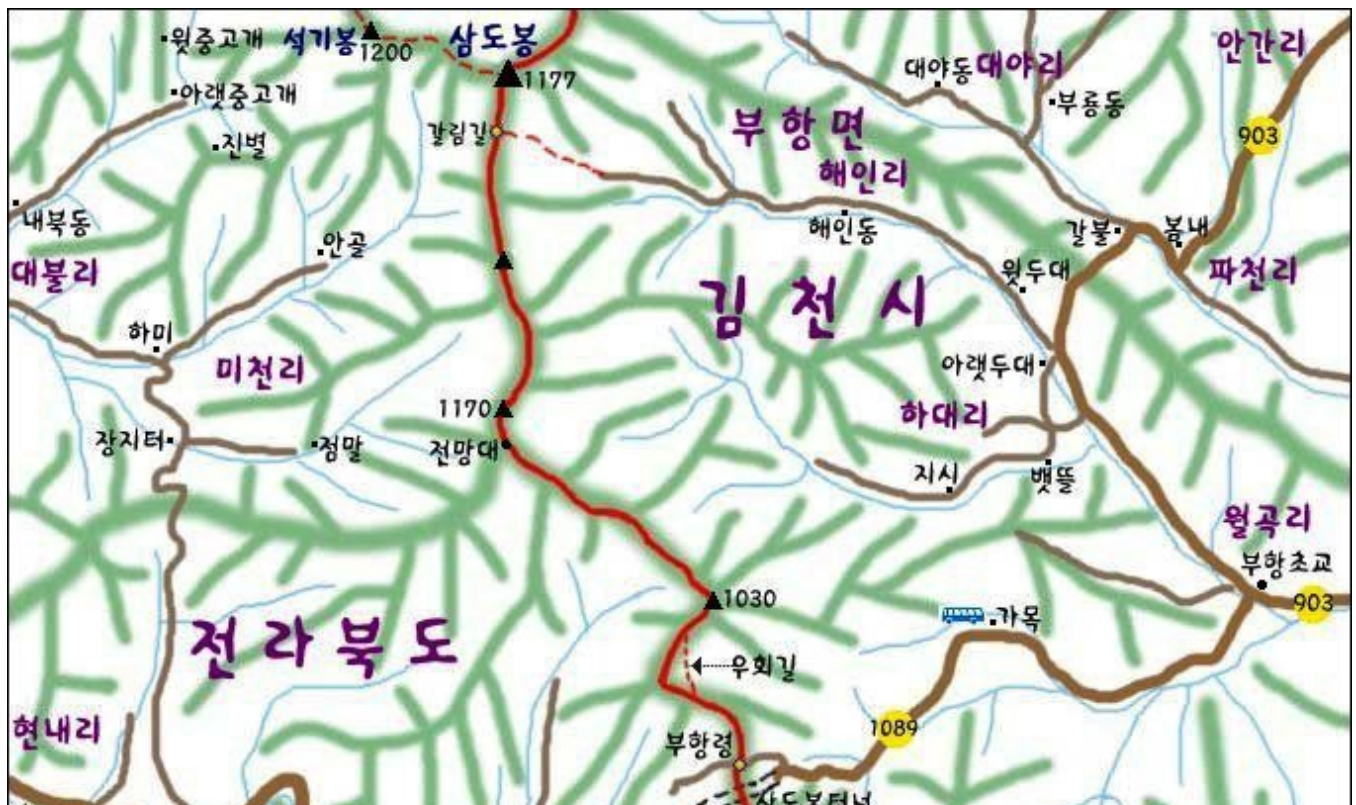 윗중고개
석기봉
1200
삼도봉
1177
아랫중고개
갈림길
진별
내북동
안골
대불리
하미
미천리
1170
전망대
장지터
점말
전라북도
현내리
대야동
대야리
안간리
부룡동
903
부항면
해인리
해인동
갈불
봄내
파천리
윗두대
김천시
아랫두대
하대리
지시
뱃뜰
월곡리
부항초교
903
1030
가목
우회길
1089
부항령
삼도봉터널